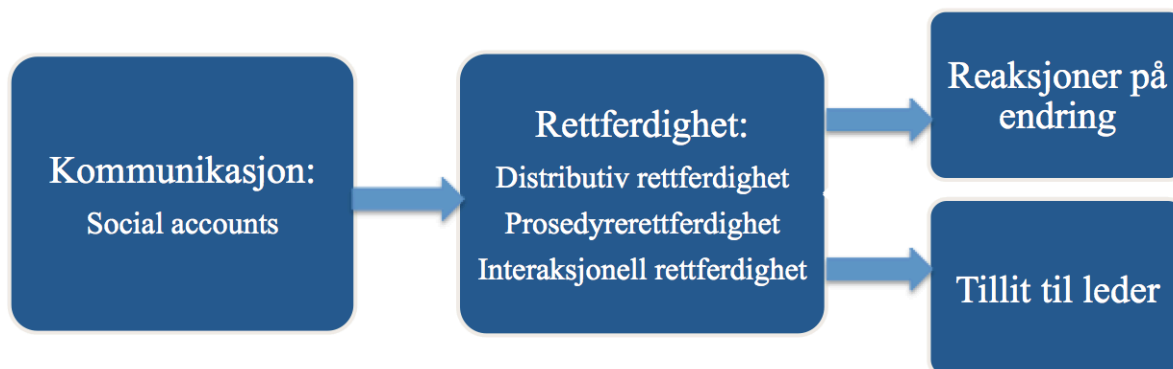 Kommunikasjon:
Social accounts
Rettferdighet:
Distributiv rettferdighet
Prosedyrerettferdighet
Interaksjonell rettferdighet
Reaksjoner på
endring
Tillit til leder